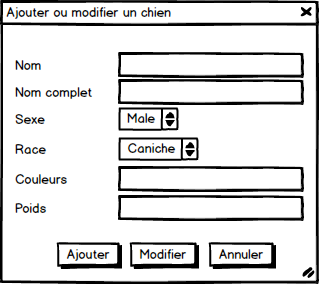 Ajouter ou modifier un chien
Nom
Nom complet
Sexe Male
Race Caniche
Couleurs
Poids
Ajouter Modifier Annuler